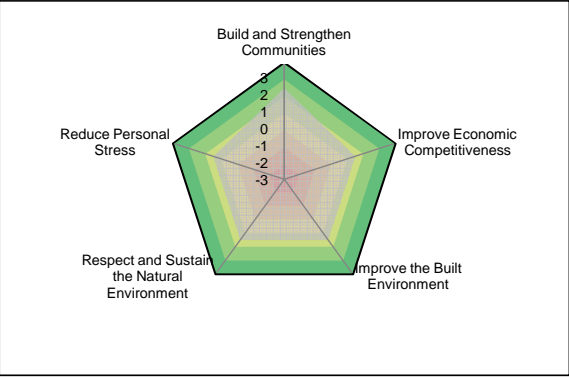 Build and Strengthen
Communities
3
2
1
0
-1
-2
-3
Reduce Personal
Stress
Improve Economic
Competitiveness
Respect and Sustain
the Natural
Environment
Improve the Built
Environment